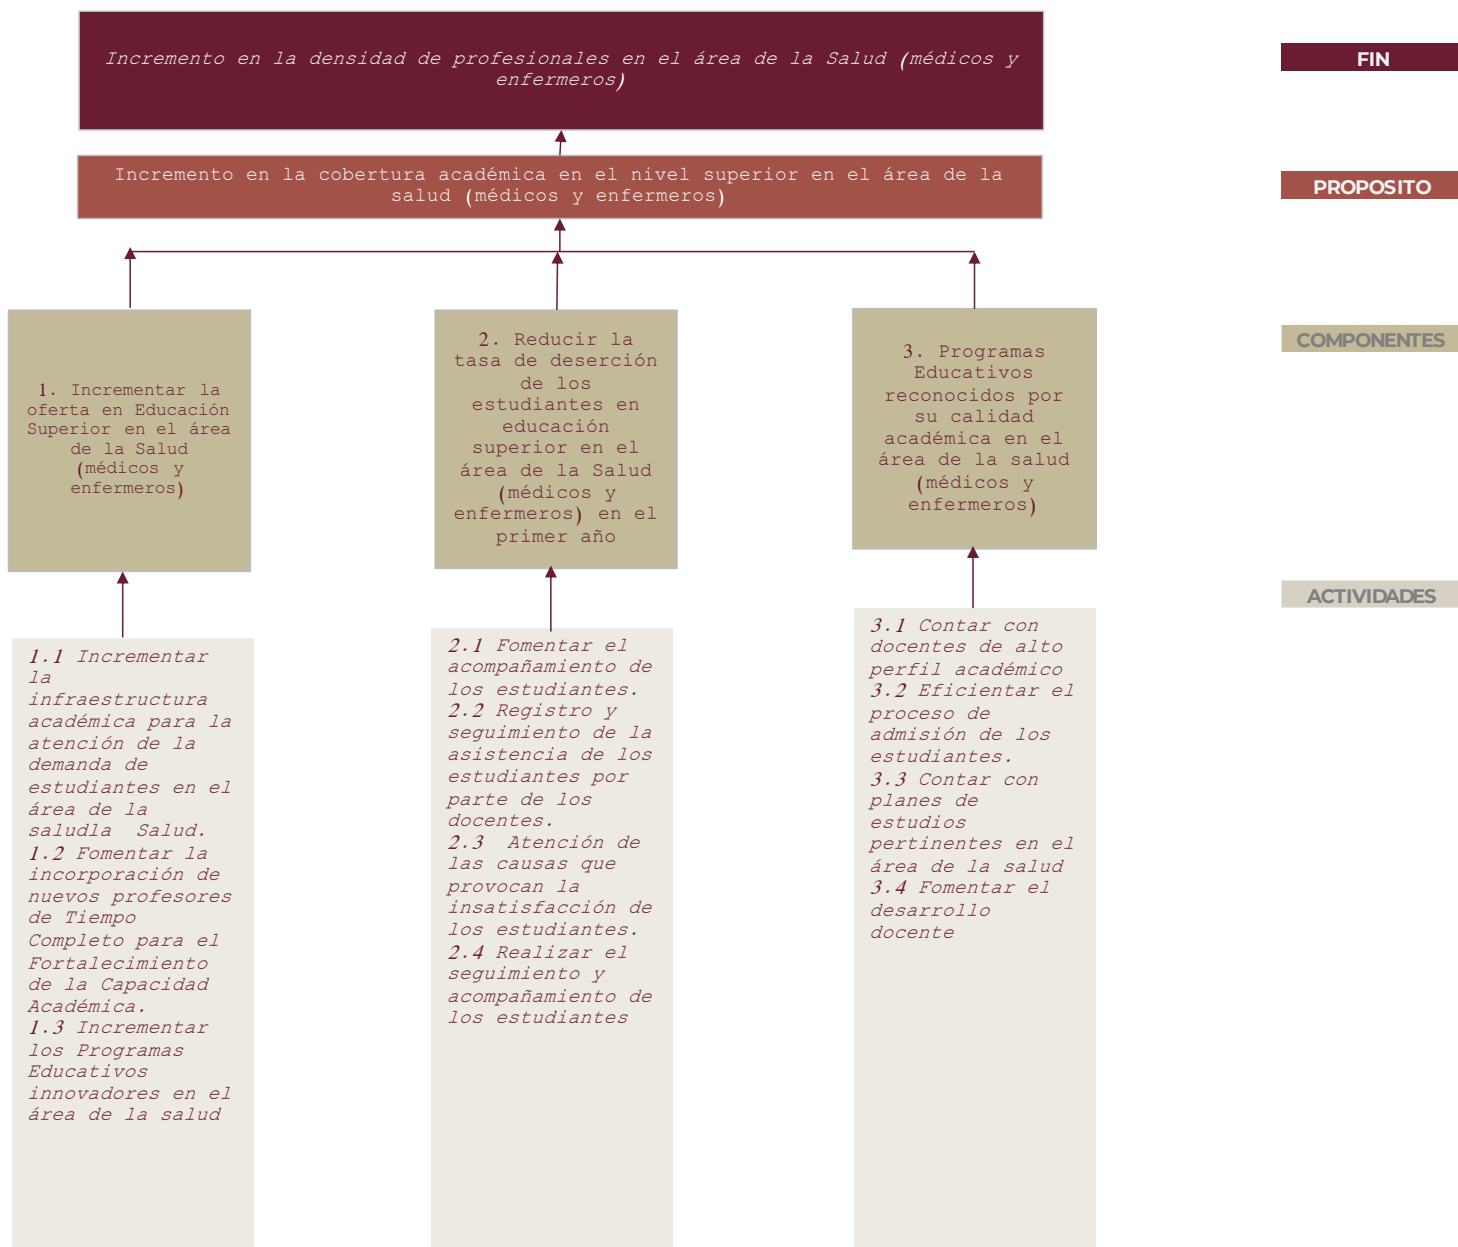 Incremento en la densidad de profesionales en el área de la Salud (médicos y
enfermeros)
FIN
Incremento en la cobertura académica en el nivel superior en el área de la
salud (médicos y enfermeros)
PROPOSITO
1. Incrementar la
oferta en Educación
Superior en el área
de la Salud
(médicos y
enfermeros)
2. Reducir la
tasa de deserción
de los
estudiantes en
educación
superior en el
área de la Salud
(médicos y
enfermeros) en el
primer año
3. Programas
Educativos
reconocidos por
su calidad
académica en el
área de la salud
(médicos y
enfermeros)
COMPONENTES
ACTIVIDADES
1.1 Incrementar
la
infraestructura
académica para la
atención de la
demanda de
estudiantes en el
área de la
saludla  Salud.
1.2 Fomentar la
incorporación de
nuevos profesores
de Tiempo
Completo para el
Fortalecimiento
de la Capacidad
Académica.
1.3 Incrementar
los Programas
Educativos
innovadores en el
área de la salud
2.1 Fomentar el
acompañamiento de
los estudiantes.
2.2 Registro y
seguimiento de la
asistencia de los
estudiantes por
parte de los
docentes.
2.3  Atención de
las causas que
provocan la
insatisfacción de
los estudiantes.
2.4 Realizar el
seguimiento y
acompañamiento de
los estudiantes
3.1 Contar con
docentes de alto
perfil académico
3.2 Eficientar el
proceso de
admisión de los
estudiantes.
3.3 Contar con
planes de
estudios
pertinentes en el
área de la salud
3.4 Fomentar el
desarrollo
docente